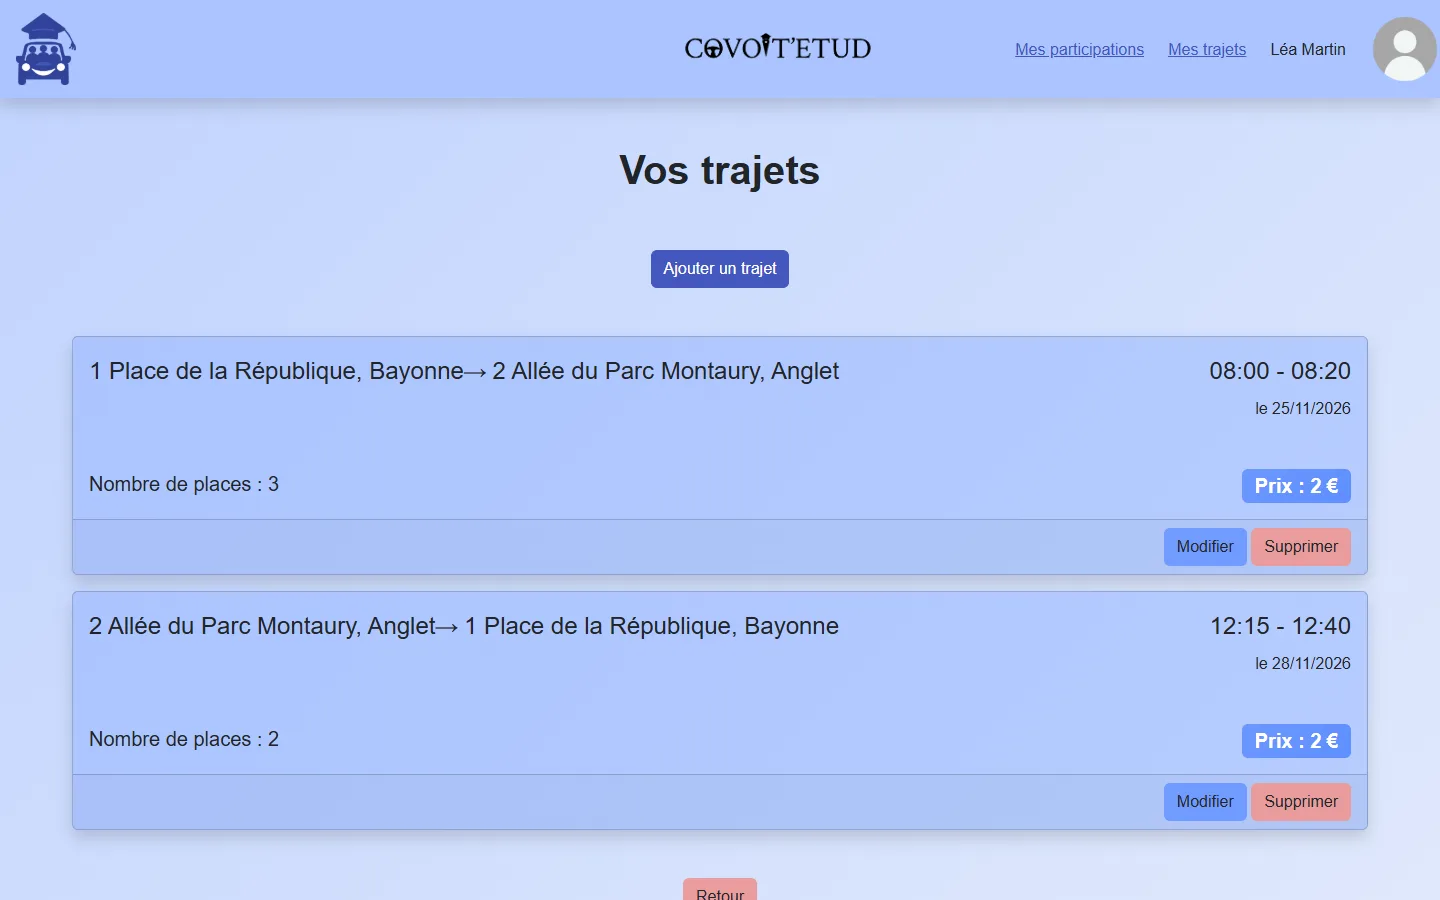 COVOIT'ETUD
Mes participations
Mes trajets
Léa Martin
Vos trajets
Ajouter un trajet
1 Place de la République, Bayonne→ 2 Allée du Parc Montaury, Anglet
08:00 - 08:20
le 25/11/2026
Nombre de places : 3
Prix : 2 €
Modifier
Supprimer
2 Allée du Parc Montaury, Anglet→ 1 Place de la République, Bayonne
12:15 - 12:40
le 28/11/2026
Nombre de places : 2
Prix : 2 €
Modifier
Supprimer
Retour